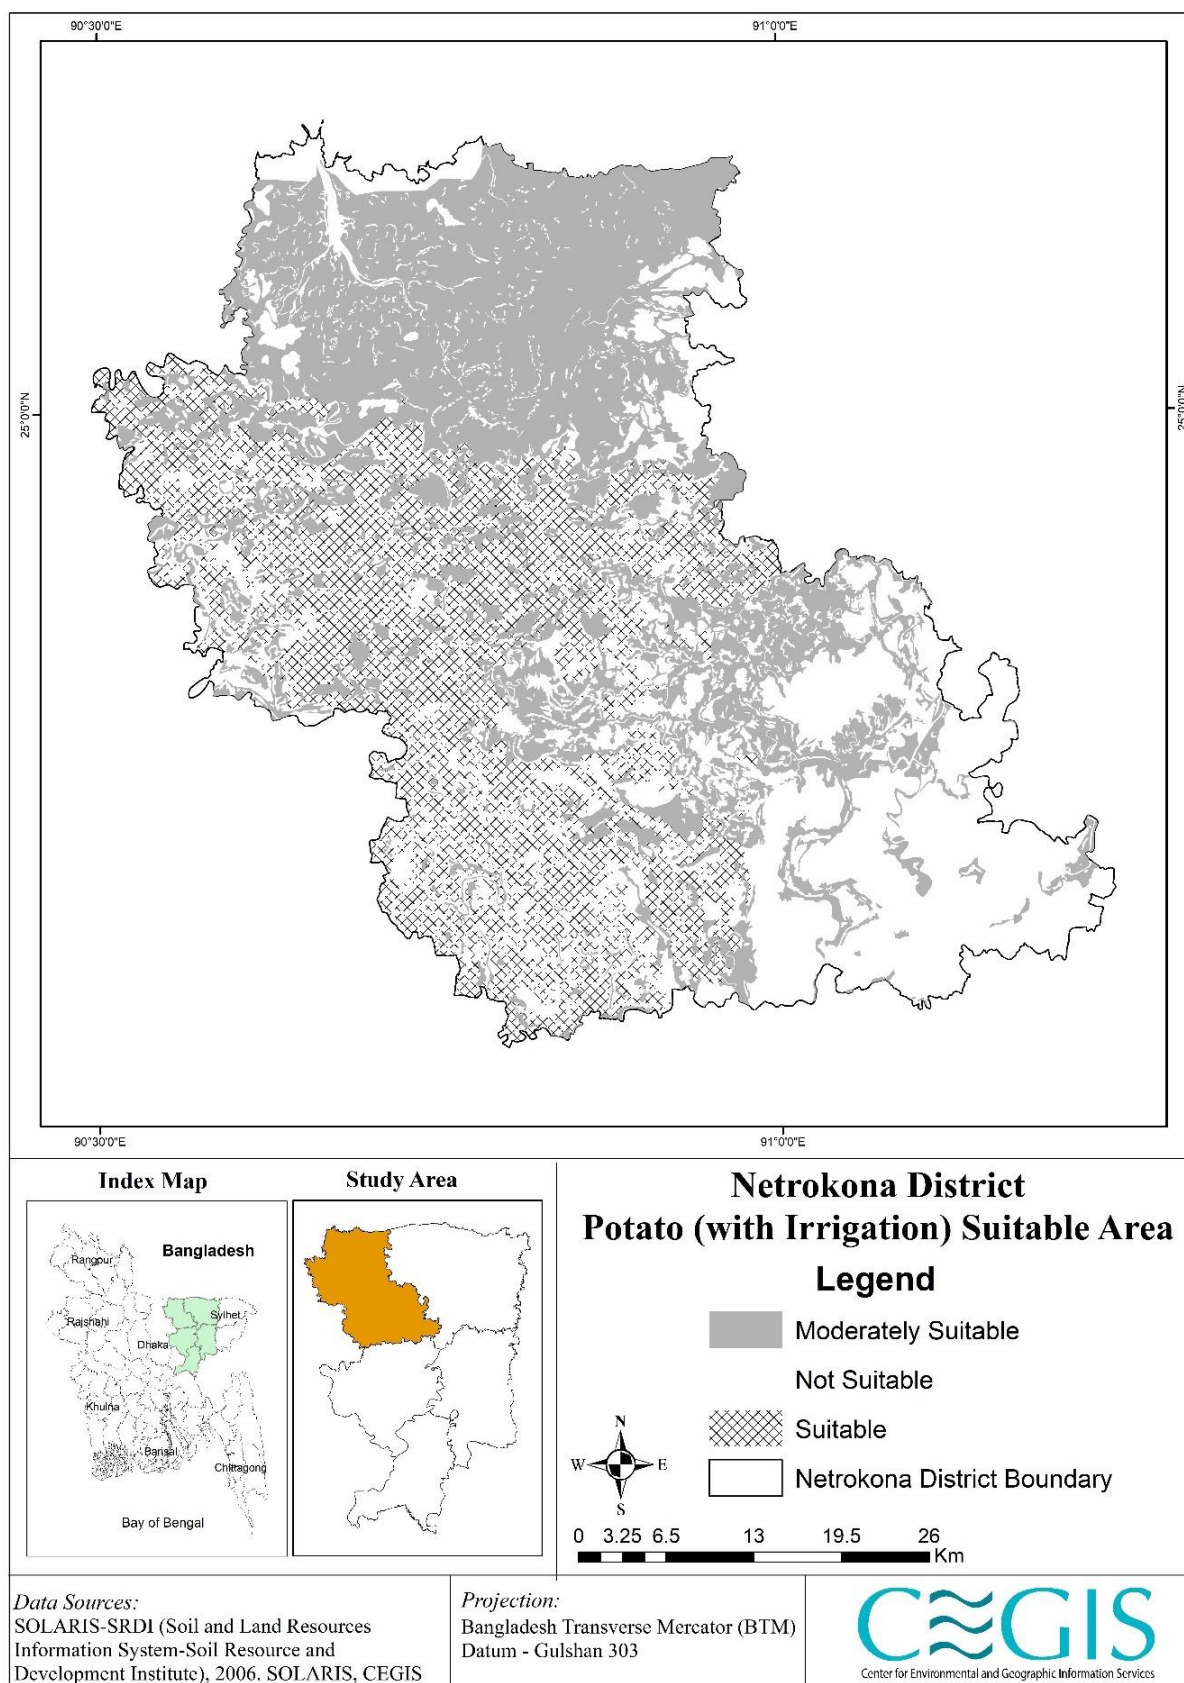 90°30'0"E
91°0'0"E
25°0'0"N
25°0'0"N
90°30'0"E
91°0'0"E
Index Map
Bangladesh
Rangpur
Rajshahi
Sylhet
Dhaka
Khulna
Barisal
Chittagong
Bay of Bengal
Study Area
Netrokona District
Potato (with Irrigation) Suitable Area
Legend
Moderately Suitable
Not Suitable
Suitable
Netrokona District Boundary
N
W
E
S
0 3.25 6.5 13 19.5 26
Km
Data Sources:
SOLARIS-SRDI (Soil and Land Resources
Information System-Soil Resource and
Development Institute), 2006. SOLARIS, CEGIS
Projection:
Bangladesh Transverse Mercator (BTM)
Datum - Gulshan 303
CEGIS
Center for Environmental and Geographic Information Services